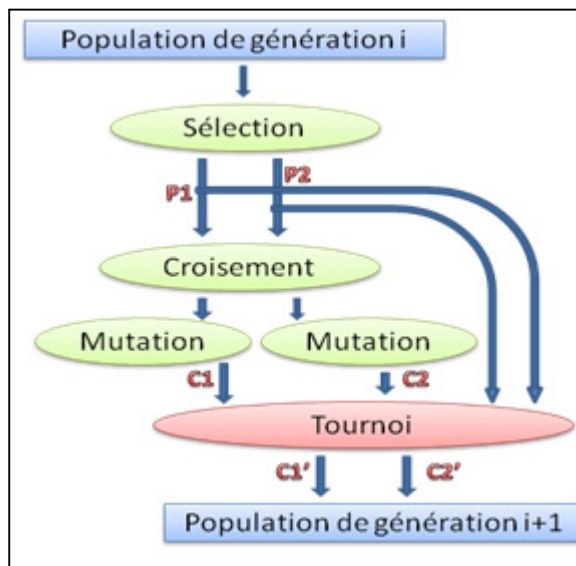 Population de génération i
Sélection
P1 P2
Croisement
Mutation Mutation
C1 C2
Tournoi
C1' C2'
Population de génération i+1